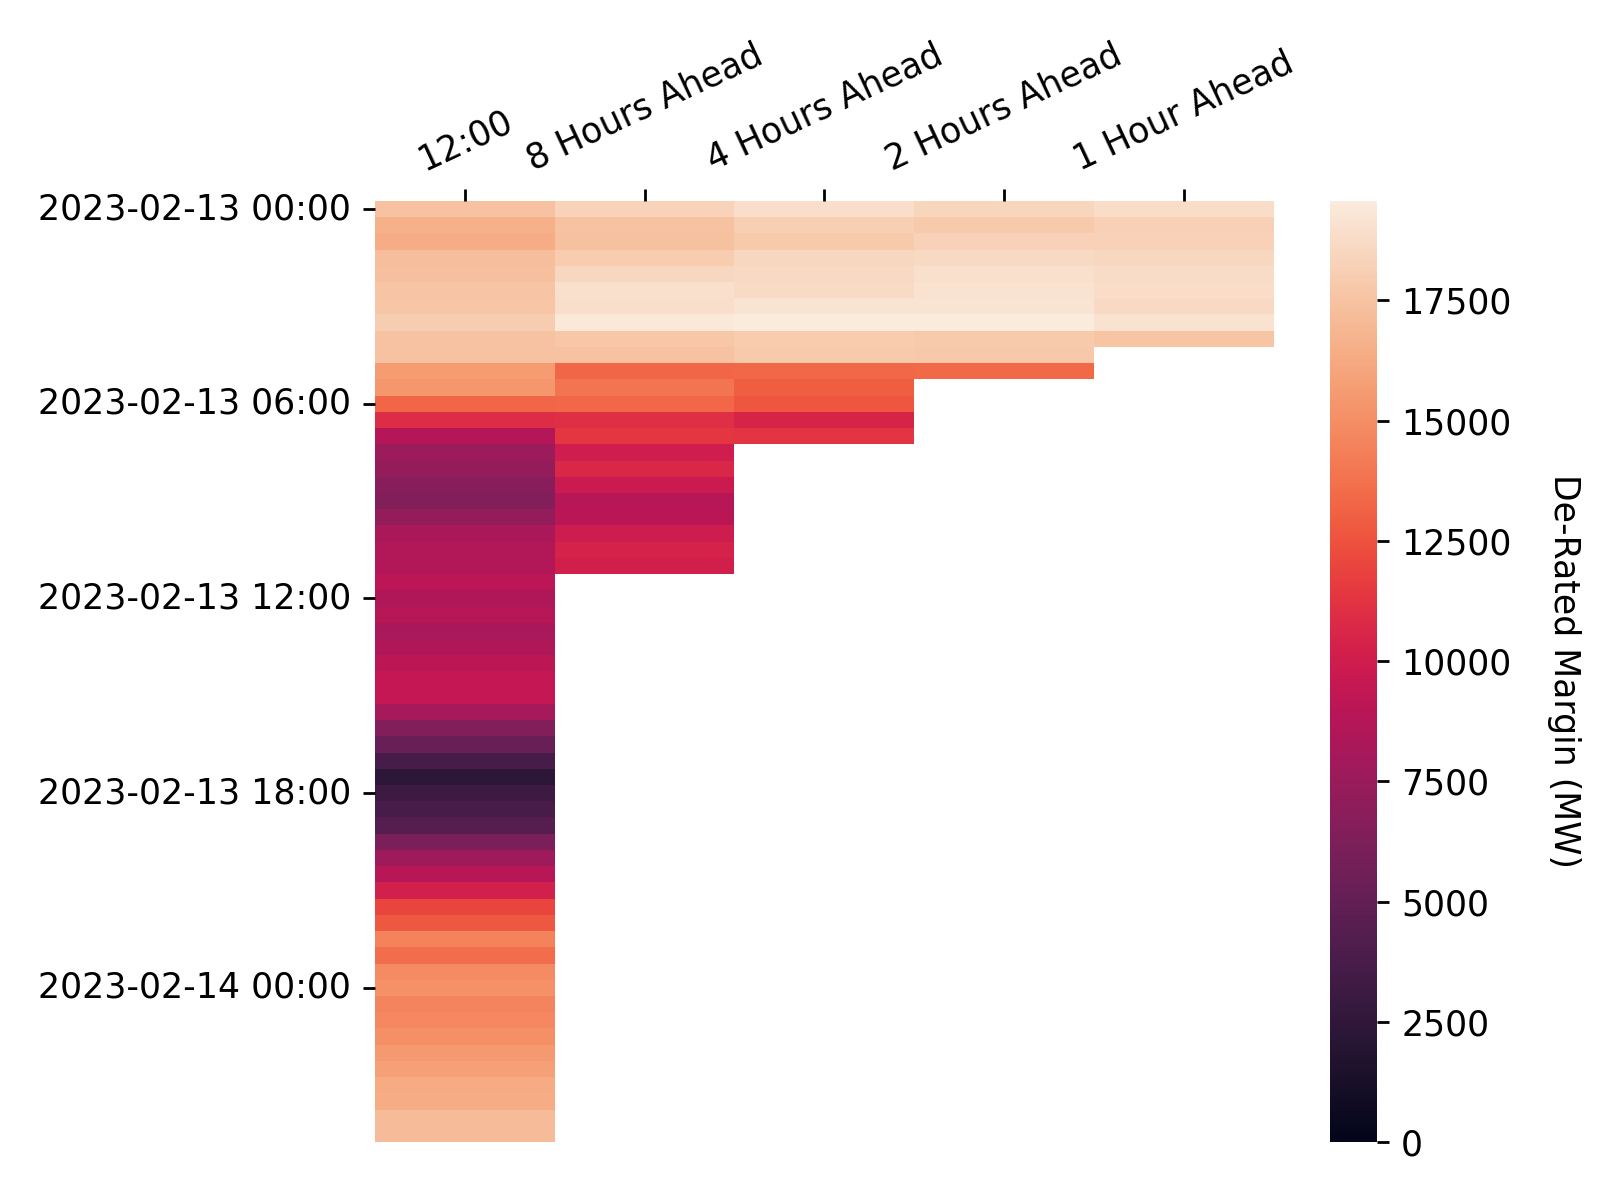 12:00
8 Hours Ahead
4 Hours Ahead
2 Hours Ahead
1 Hour Ahead
2023-02-13 00:00
2023-02-13 06:00
2023-02-13 12:00
2023-02-13 18:00
2023-02-14 00:00
17500
15000
12500
10000
7500
5000
2500
0
De-Rated Margin (MW)